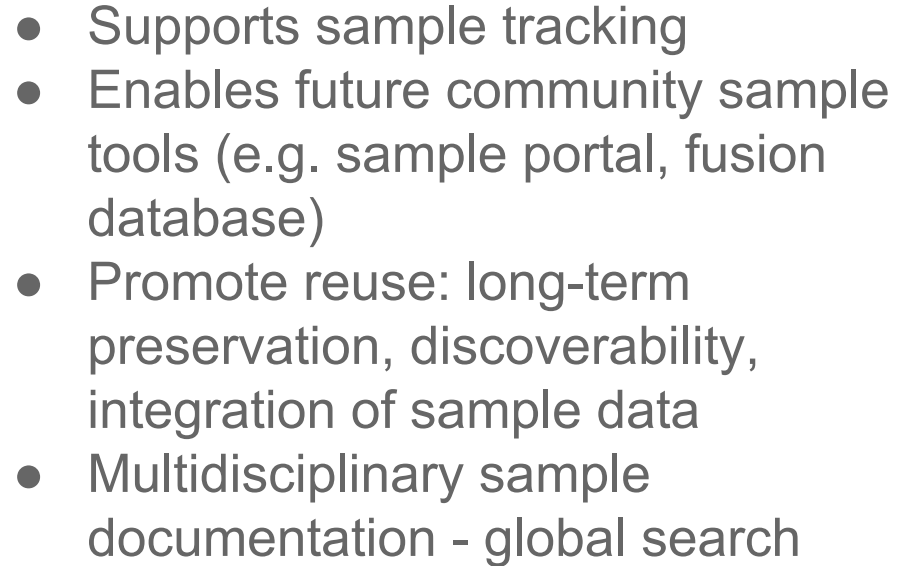 ● Supports sample tracking
● Enables future community sample
tools (e.g. sample portal, fusion
database)
● Promote reuse: long-term
preservation, discoverability,
integration of sample data
● Multidisciplinary sample
documentation - global search